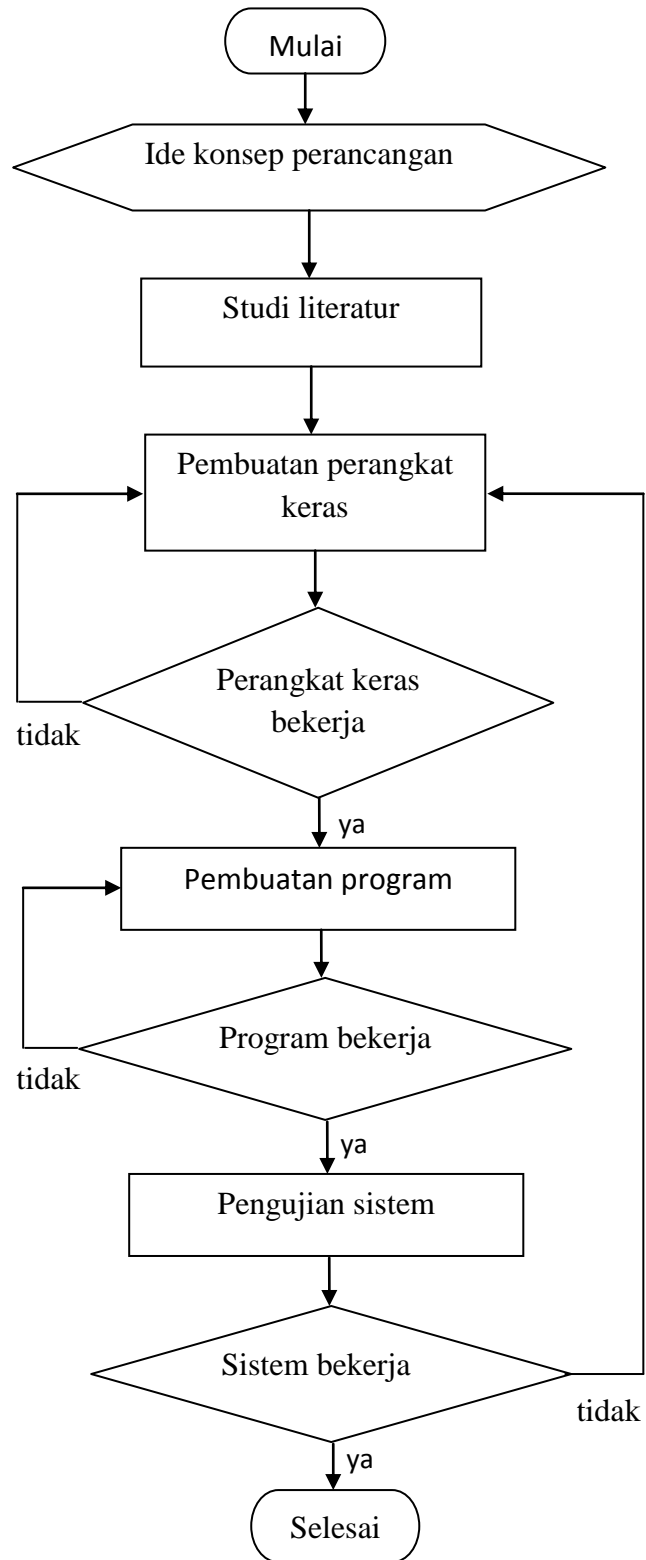 Mulai
Ide konsep perancangan
Studi literatur
Pembuatan perangkat
keras
Perangkat keras
bekerja
tidak
ya
Pembuatan program
Program bekerja
tidak
ya
Pengujian sistem
Sistem bekerja
tidak
ya
Selesai